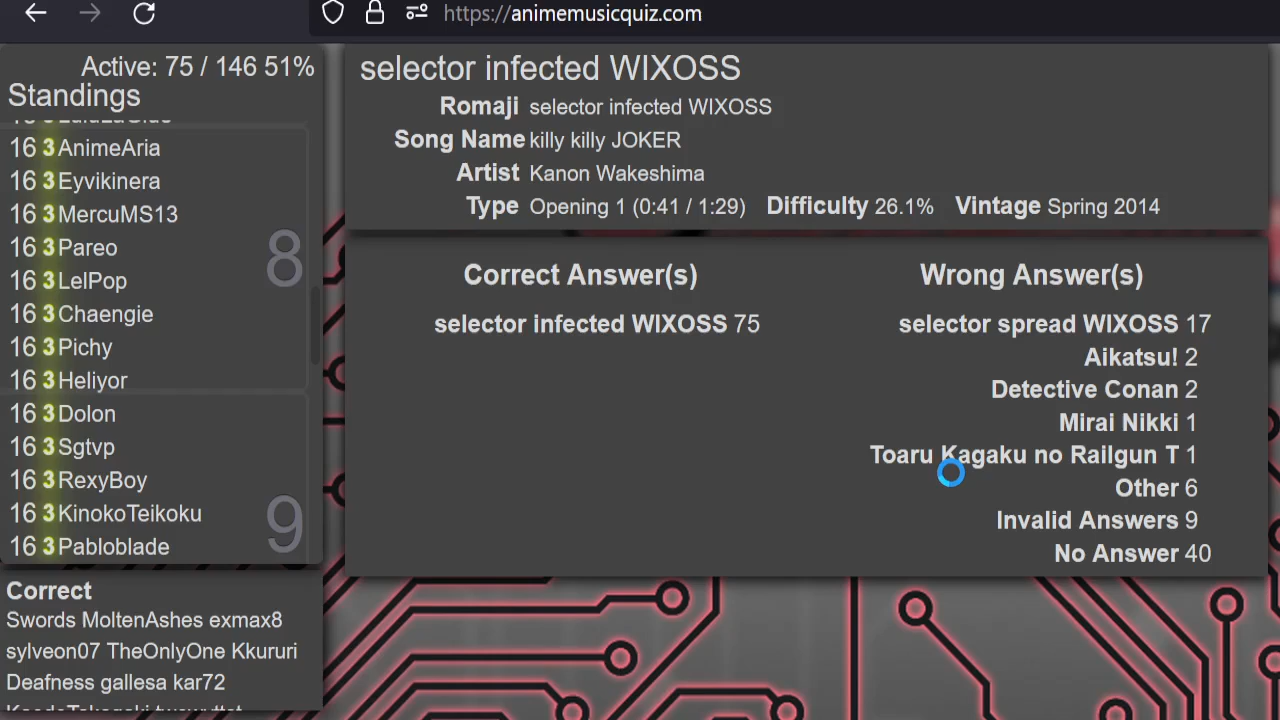 https://animemusicquiz.com
Active: 75 / 146 51%
Standings
16 3 AnimeAria
16 3 Eyvikinera
16 3 MercuMS13
16 3 Pareo
16 3 LelPop
16 3 Chaengie
16 3 Pichy
16 3 Heliyor
8
16 3 Dolon
16 3 Sgtvp
16 3 RexyBoy
16 3 KinokoTeikoku
16 3 Pabloblade
9
Correct
Swords MoltenAshes exmax8
sylveon07 TheOnlyOne Kkururi
Deafness gallesa kar72
selector infected WIXOSS
Romaji selector infected WIXOSS
Song Name killy killy JOKER
Artist Kanon Wakeshima
Type Opening 1 (0:41 / 1:29) Difficulty 26.1% Vintage Spring 2014
Correct Answer(s)
selector infected WIXOSS 75
Wrong Answer(s)
selector spread WIXOSS 17
Aikatsu! 2
Detective Conan 2
Mirai Nikki 1
Toaru Kagaku no Railgun T 1
Other 6
Invalid Answers 9
No Answer 40